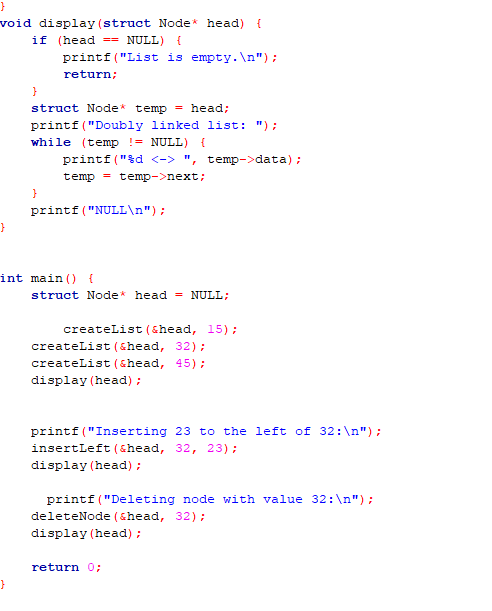 }
void display(struct Node* head) {
    if (head == NULL) {
        printf("List is empty.\n");
        return;
    }
    struct Node* temp = head;
    printf("Doubly linked list: ");
    while (temp != NULL) {
        printf("%d <-> ", temp->data);
        temp = temp->next;
    }
    printf("NULL\n");
}


int main() {
    struct Node* head = NULL;

        createList(&head, 15);
    createList(&head, 32);
    createList(&head, 45);
    display(head);


    printf("Inserting 23 to the left of 32:\n");
    insertLeft(&head, 32, 23);
    display(head);

      printf("Deleting node with value 32:\n");
    deleteNode(&head, 32);
    display(head);

    return 0;
}